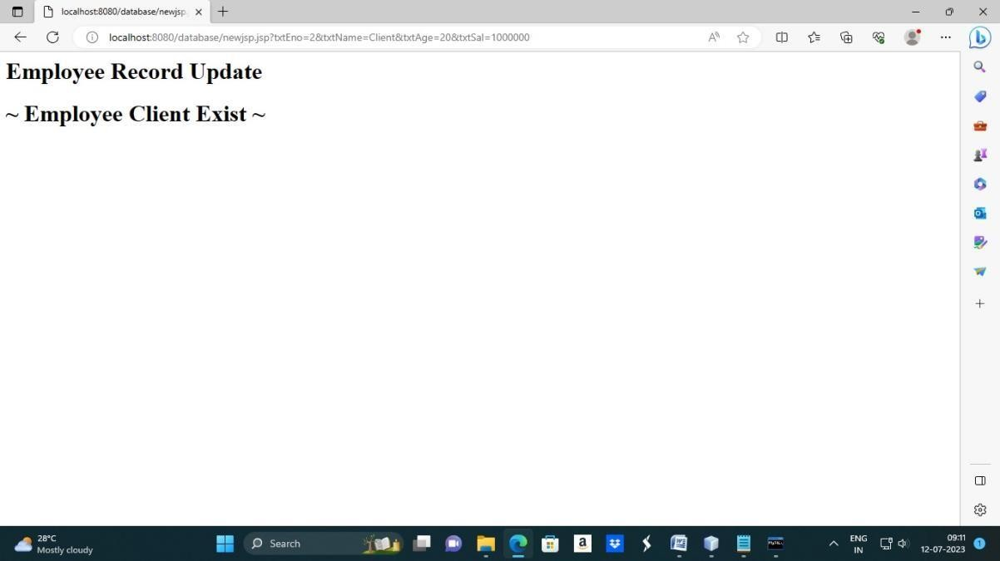 localhost:8080/database/newjsp.
localhost:8080/database/newjsp.jsp?txtEno=2&txtName=Client&txtAge=20&txtSal=1000000
Employee Record Update
~ Employee Client Exist ~
28°C
Mostly cloudy
Search
ENG
IN
09:11
12-07-2023
1